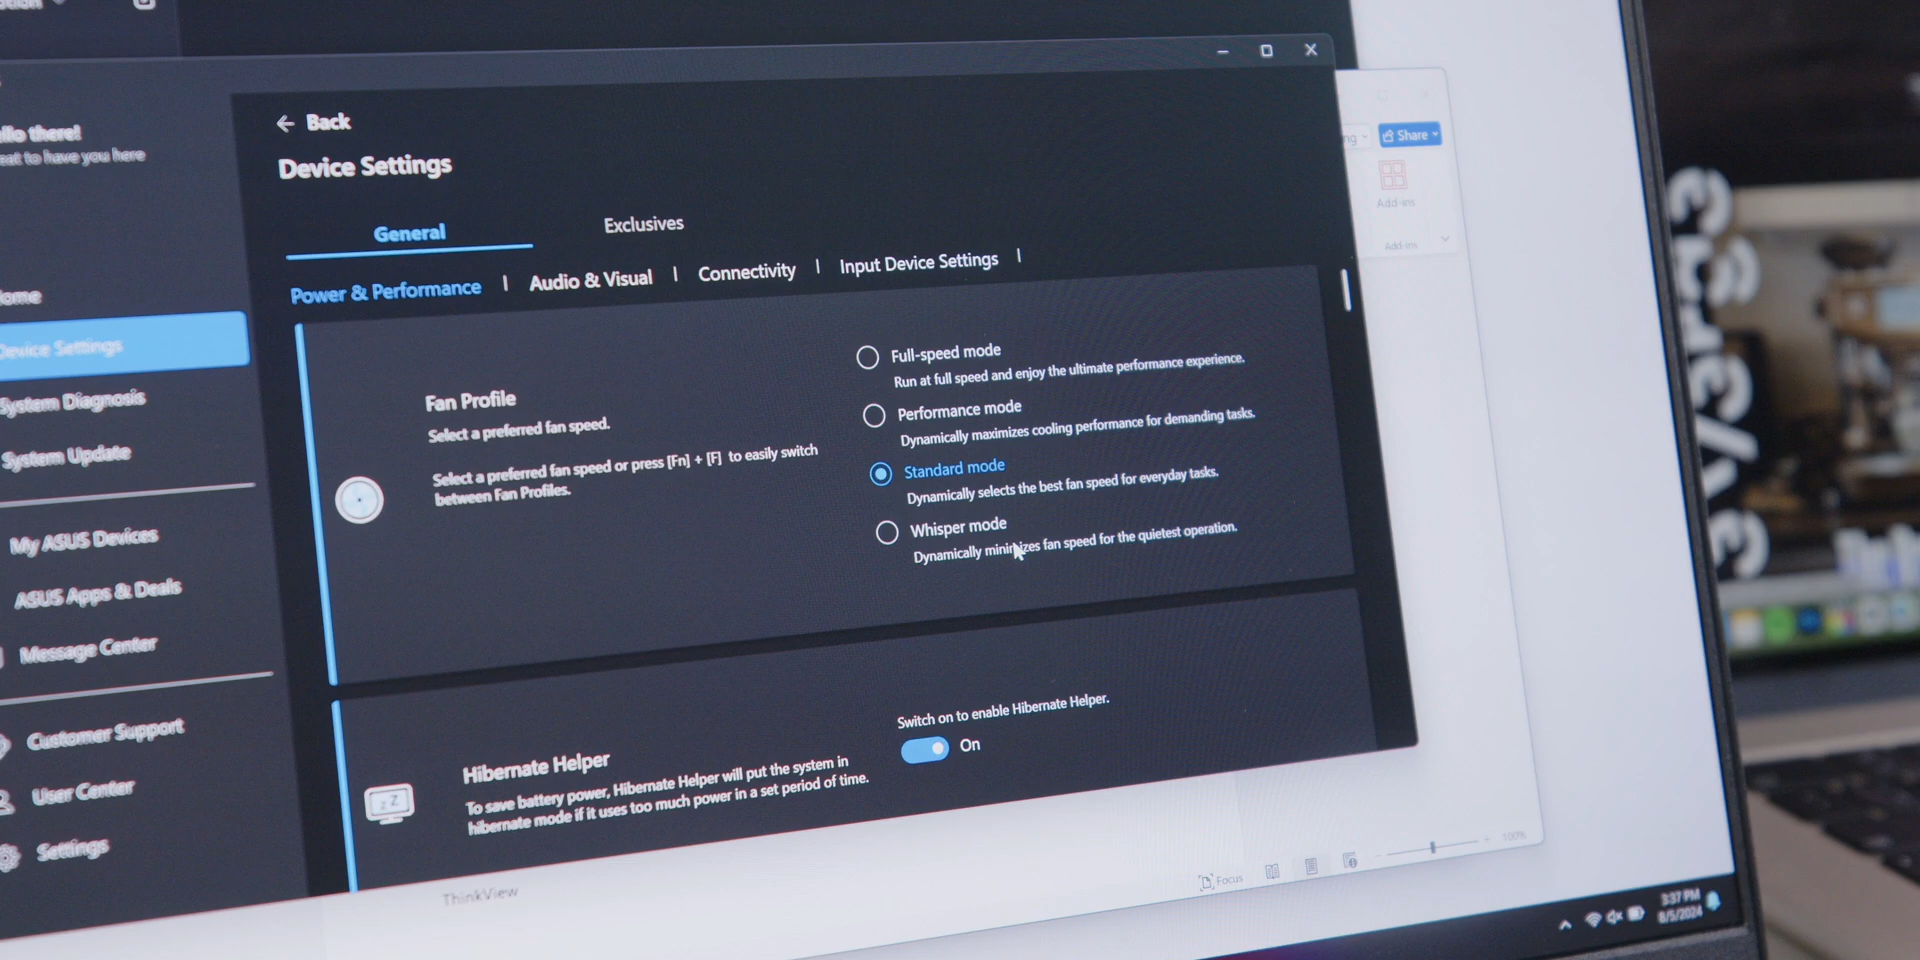 Back
Device Settings
General
Exclusives
Power & Performance | Audio & Visual | Connectivity | Input Device Settings |
Fan Profile
Select a preferred fan speed.
Select a preferred fan speed or press [Fn] + [F] to easily switch
between Fan Profiles.
Full-speed mode
Run at full speed and enjoy the ultimate performance experience.
Performance mode
Dynamically maximizes cooling performance for demanding tasks.
Standard mode
Dynamically selects the best fan speed for everyday tasks.
Whisper mode
Dynamically minimizes fan speed for the quietest operation.
Hibernate Helper
To save battery power, Hibernate Helper will put the system in
hibernate mode if it uses too much power in a set period of time.
Switch on to enable Hibernate Helper.
On
llo there!
eat to have you here
ome
Device Settings
System Diagnosis
System Update
My ASUS Devices
ASUS Apps & Deals
Message Center
Customer Support
User Center
Settings
ng
Share
Add-ins
Add-ins
ThinkView
Focus
100%
3:37 PM
8/5/2024